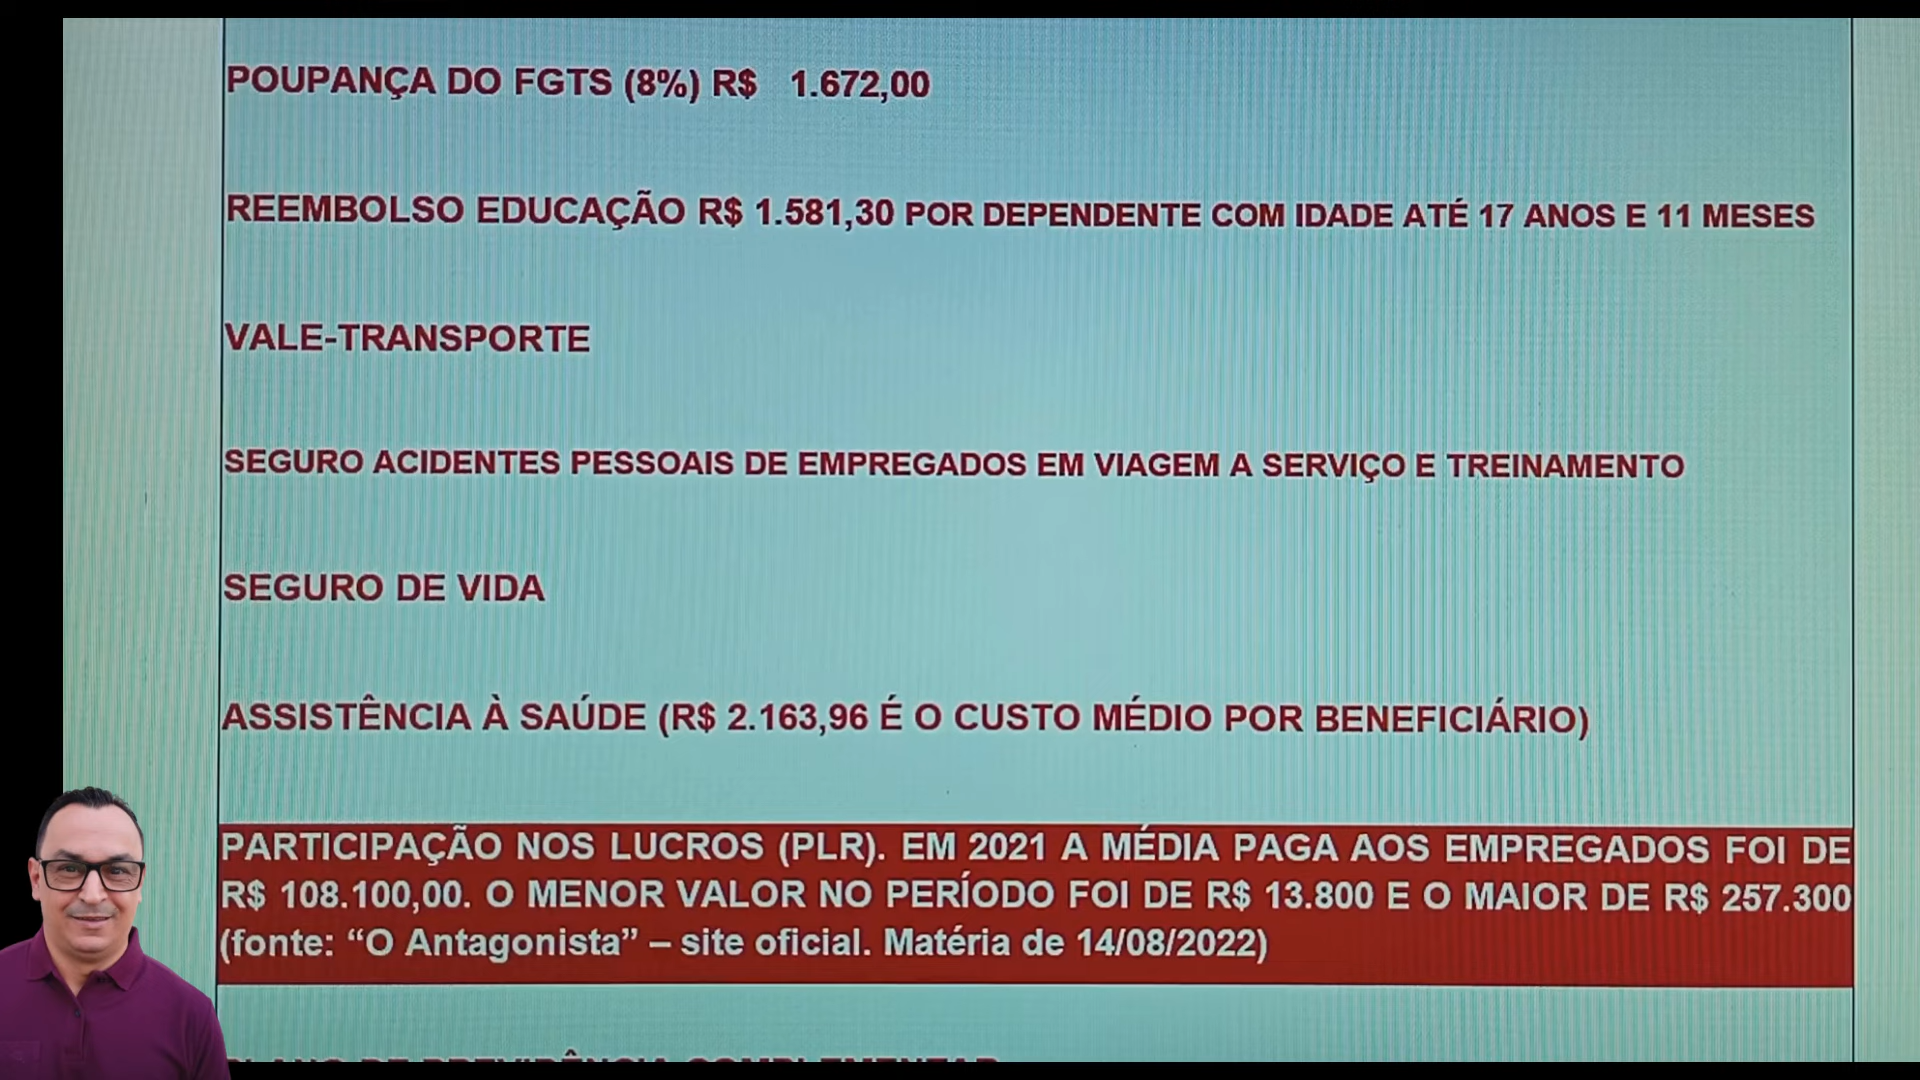 POUPANÇA DO FGTS (8%) R$ 1.672,00
REEMBOLSO EDUCAÇÃO R$ 1.581,30 POR DEPENDENTE COM IDADE ATÉ 17 ANOS E 11 MESES
VALE-TRANSPORTE
SEGURO ACIDENTES PESSOAIS DE EMPREGADOS EM VIAGEM A SERVIÇO E TREINAMENTO
SEGURO DE VIDA
ASSISTÊNCIA À SAÚDE (R$ 2.163,96 É O CUSTO MÉDIO POR BENEFICIÁRIO)
PARTICIPAÇÃO NOS LUCROS (PLR). EM 2021 A MÉDIA PAGA AOS EMPREGADOS FOI DE
R$ 108.100,00. O MENOR VALOR NO PERÍODO FOI DE R$ 13.800 E O MAIOR DE R$ 257.300
(fonte: “O Antagonista” – site oficial. Matéria de 14/08/2022)
PLANO DE PREVIDÊNCIA COMPLEMENTAR